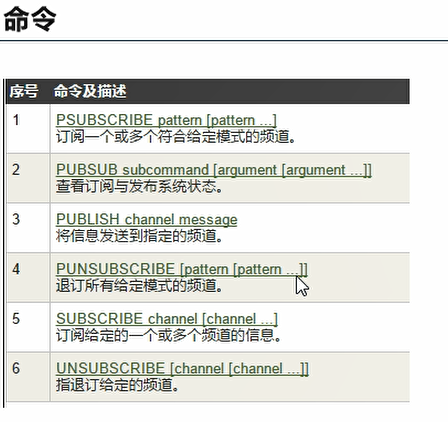 命令
序号 命令及描述
1 PSUBSCRIBE pattern [pattern ...]
订阅一个或多个符合给定模式的频道。
2 PUBSUB subcommand [argument [argument ...]]
查看订阅与发布系统状态。
3 PUBLISH channel message
将信息发送到指定的频道。
4 PUNSUBSCRIBE [pattern [pattern ...]]
退订所有给定模式的频道。
5 SUBSCRIBE channel [channel ...]
订阅给定的一个或多个频道的信息。
6 UNSUBSCRIBE [channel [channel ...]]
指退订给定的频道。